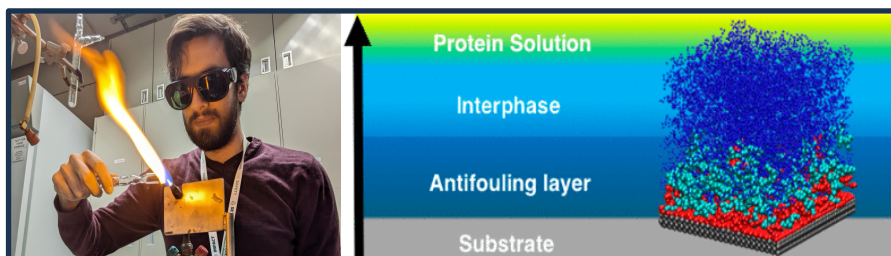 Protein Solution
Interphase
Antifouling layer
Substrate